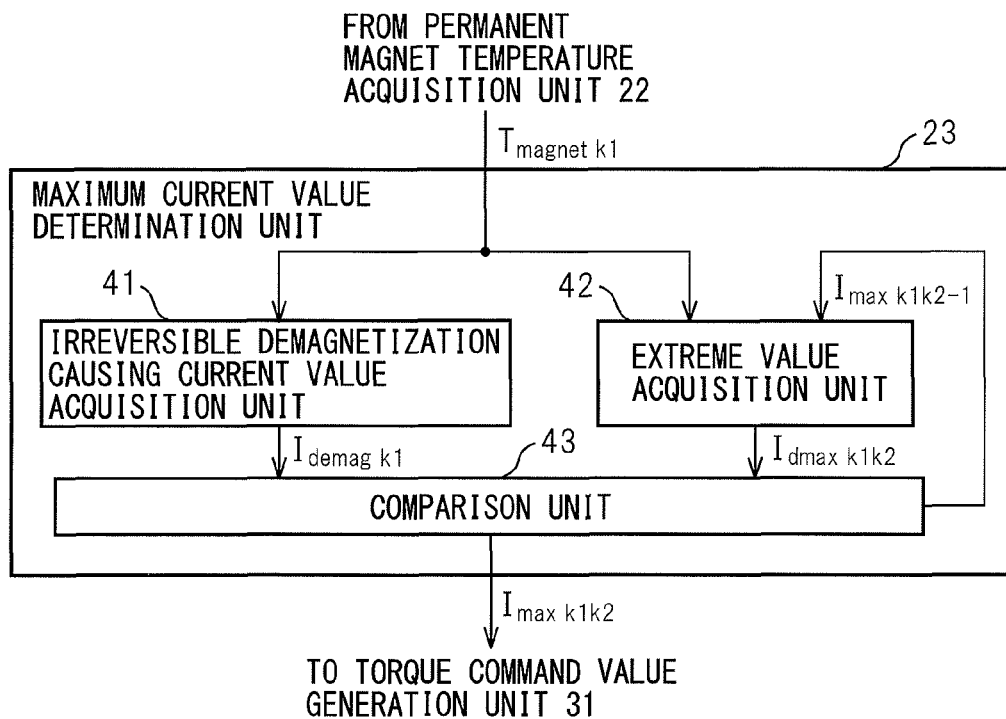 FROM PERMANENT
MAGNET TEMPERATURE
ACQUISITION UNIT 22
T magnet k1
23
MAXIMUM CURRENT VALUE
DETERMINATION UNIT
41
42
I max k1k2-1
IRREVERSIBLE DEMAGNETIZATION
CAUSING CURRENT VALUE
ACQUISITION UNIT
EXTREME VALUE
ACQUISITION UNIT
I demag k1
43
I dmax k1k2
COMPARISON UNIT
I max k1k2
TO TORQUE COMMAND VALUE
GENERATION UNIT 31